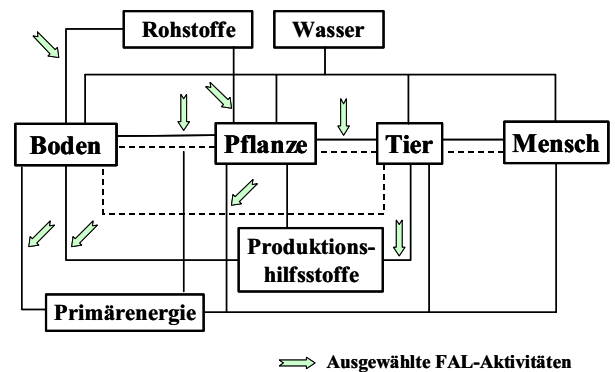 Rohstoffe
Wasser
Boden
Pflanze
Tier
Mensch
Produktions-
hilfsstoffe
Primärenergie
Ausgewählte FAL-Aktivitäten